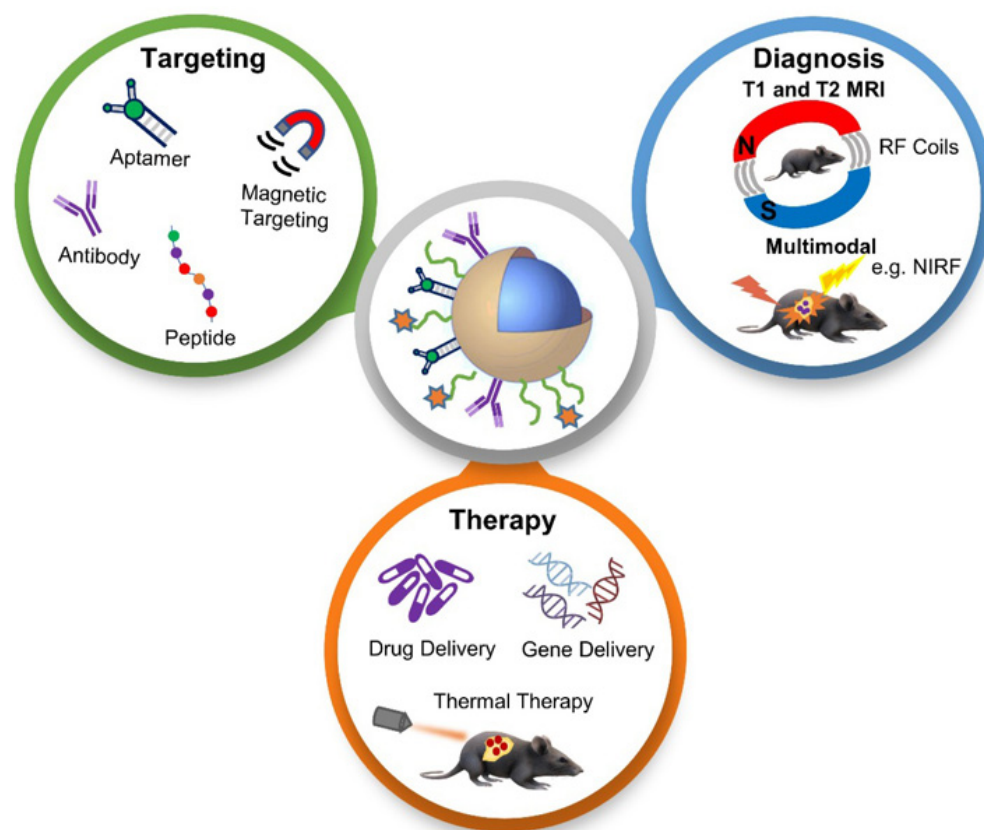 Targeting
Aptamer
Magnetic
Targeting
Antibody
Peptide
Diagnosis
T1 and T2 MRI
N
RF Coils
S
Multimodal
e.g. NIRF
Therapy
Drug Delivery
Gene Delivery
Thermal Therapy